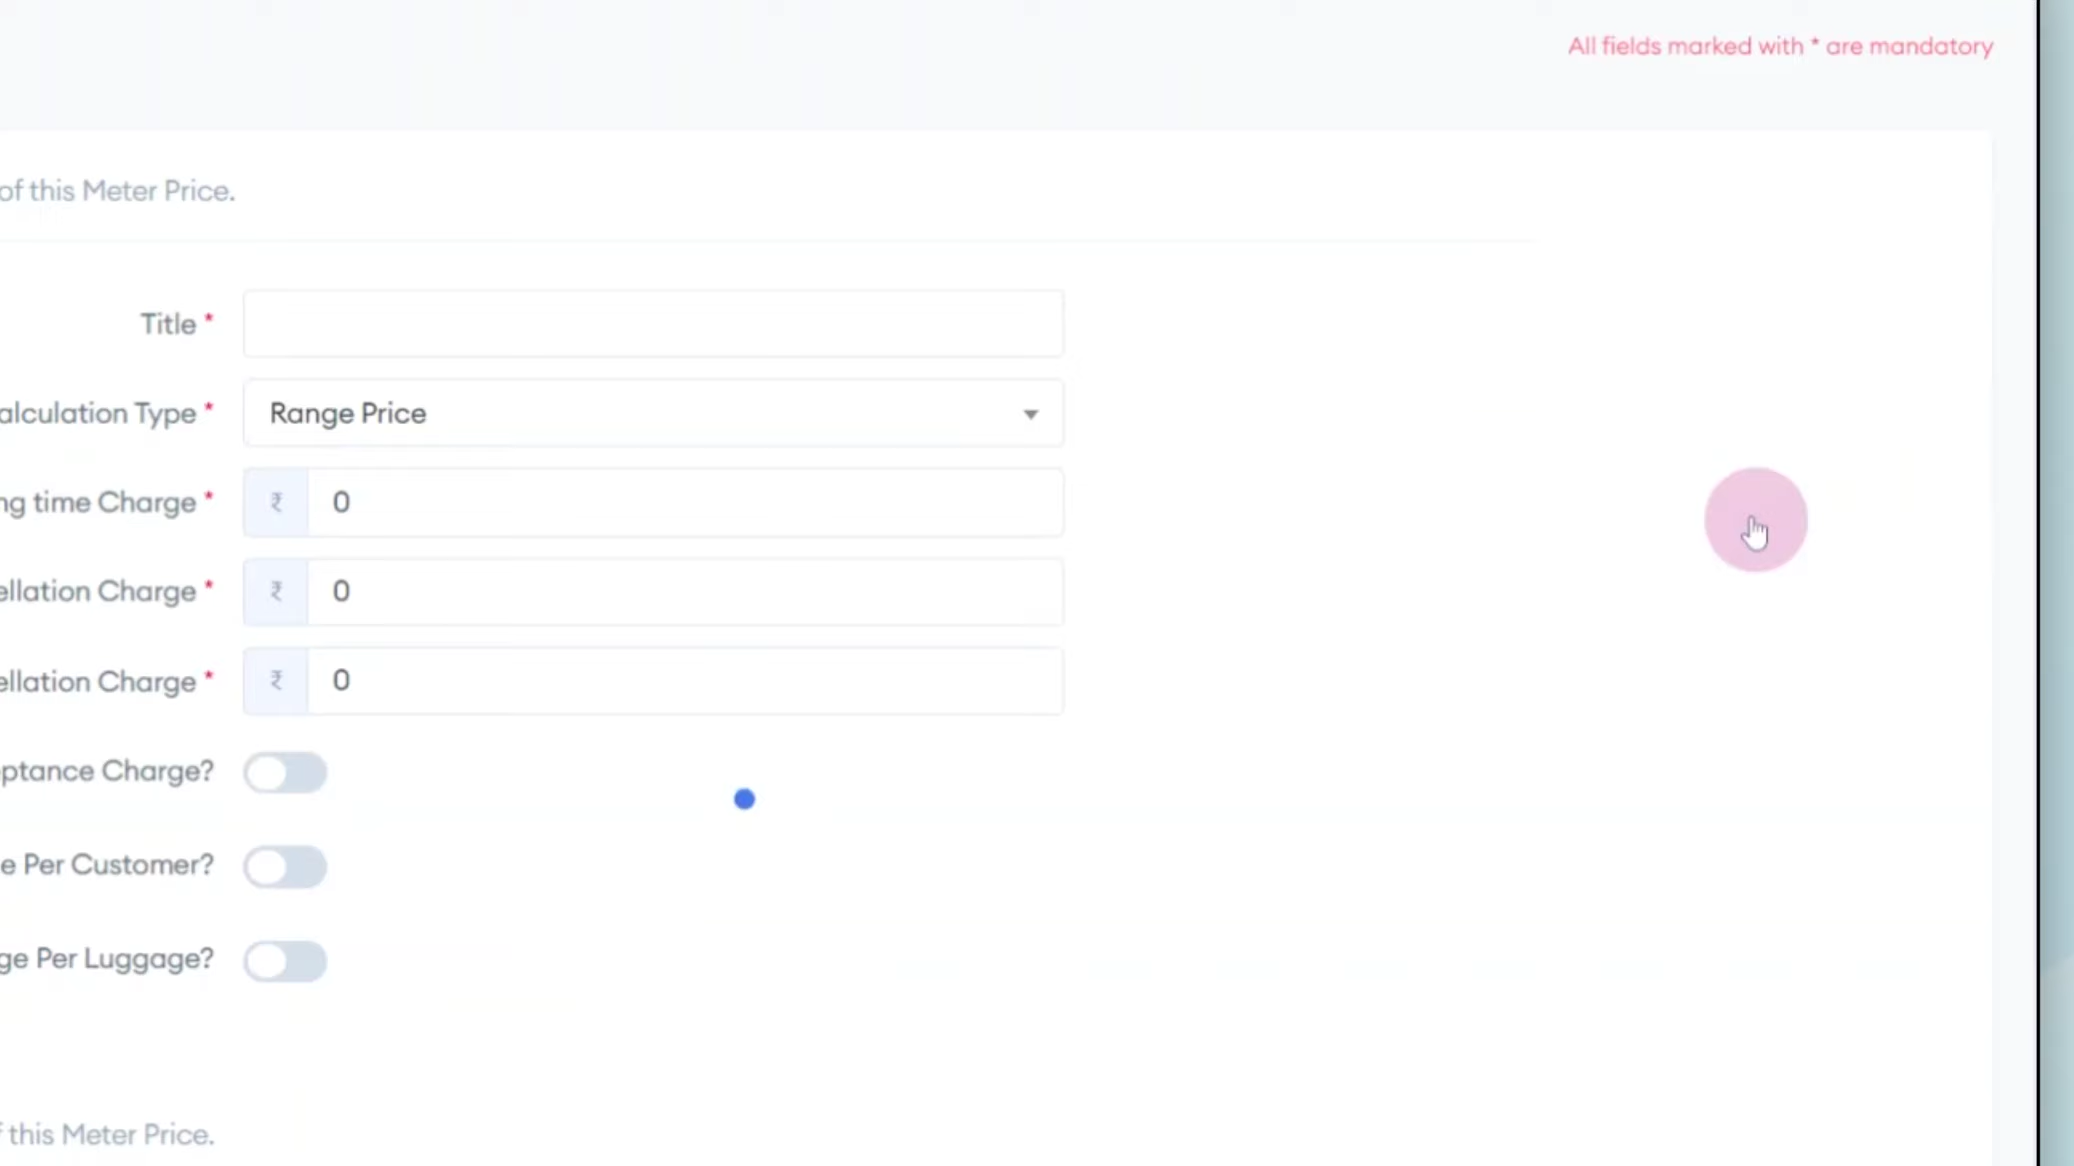 All fields marked with * are mandatory
of this Meter Price.
Title *
alculation Type *
Range Price
ng time Charge *
₹
0
ellation Charge *
₹
0
ellation Charge *
₹
0
ptance Charge?
e Per Customer?
ge Per Luggage?
this Meter Price.